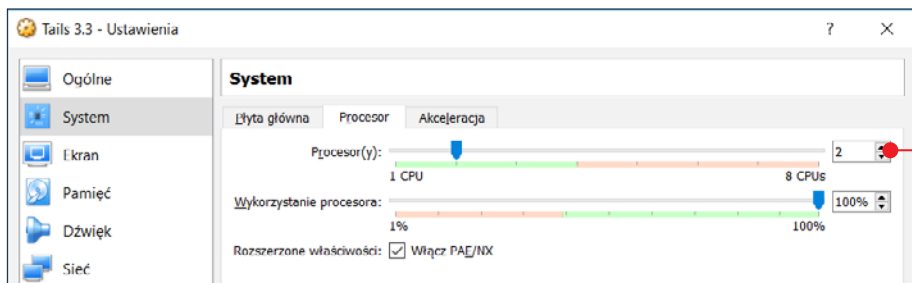 Tails 3.3 - Ustawienia ?
Ogólne
System
Ekran
Pamięć
Dźwięk
Sieć
System
Płyta główna Procesor Akceleracja
Procesor(y): 2
1 CPU 8 CPUs
Wykorzystanie procesora: 100%
1% 100%
Rozszerzone właściwości: Włącz PAE/NX